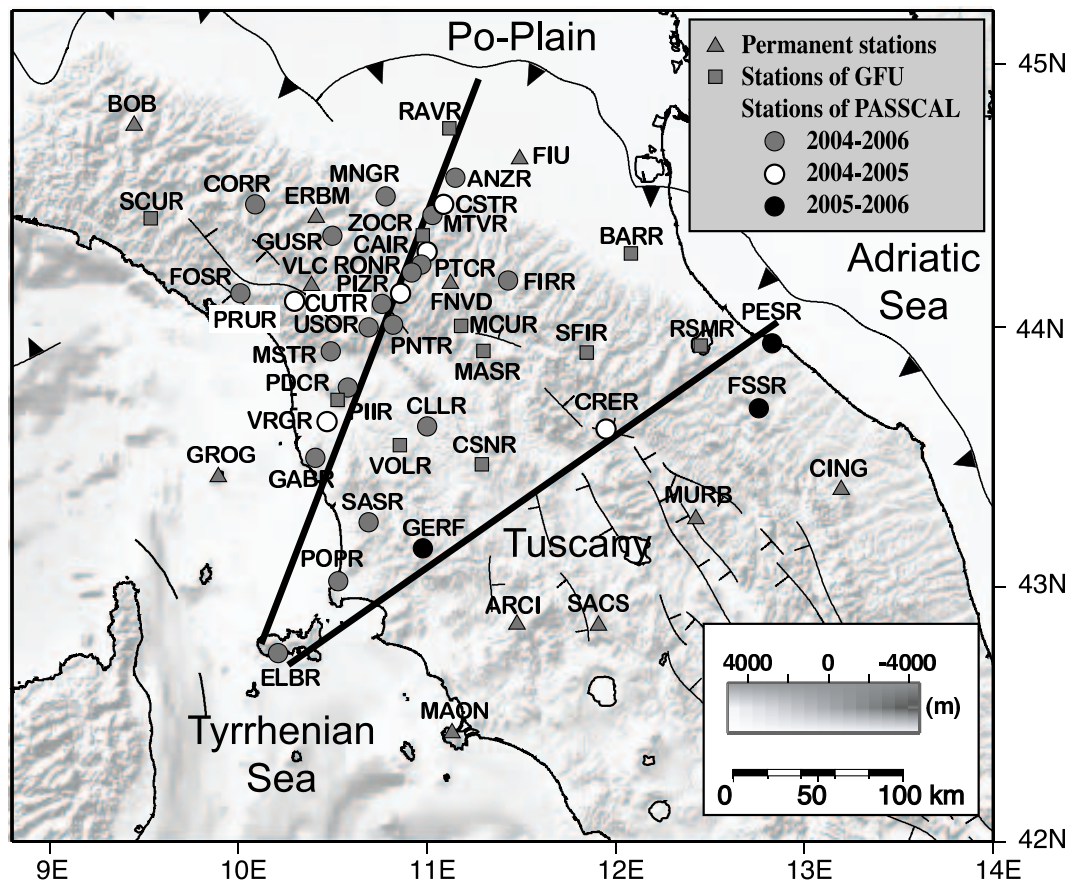 Po-Plain
Permanent stations
Stations of GFU
Stations of PASSCAL
2004-2006
2004-2005
2005-2006
45N
BOB
RAVR
FIU
SCUR
CORR
ERBM
MNGR
ANZR
CSTR
ZOCR
MTVR
GUSR
CAIR
BARR
Adriatic
Sea
FOSR
VLC
RONR
PTCR
FIRR
PIZR
FNVD
PRUR
CUTR
USOR
MCUR
SFIR
RSMR
PESR
44N
MSTR
PNTR
MASR
PDCR
FSSR
PIIR
CLLR
CRER
VRGR
GROG
VOLR
CSNR
CING
GABR
MURB
SASR
GERF
Tuscany
POPR
43N
ARCI
SACS
ELBR
4000 0 -4000
(m)
MAON
Tyrrhenian
Sea
0 50 100 km
42N
9E 10E 11E 12E 13E 14E